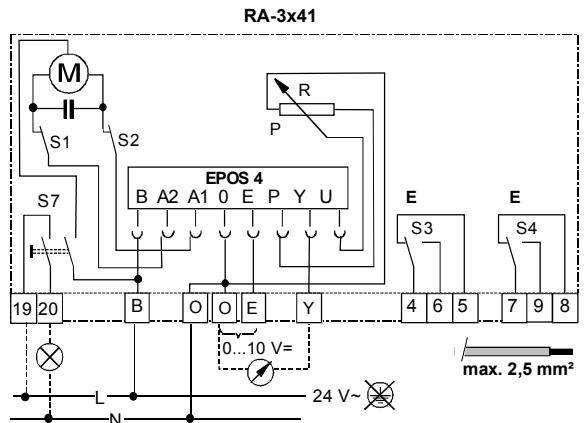 RA-3x41
M
R
P
S1
S2
EPOS 4
B A2 A1 0 E P Y U
S7
E
S3
E
S4
19 20 B O O E Y 4 6 5 7 9 8
0...10 V=
max. 2,5 mm²
L
24 V~
N